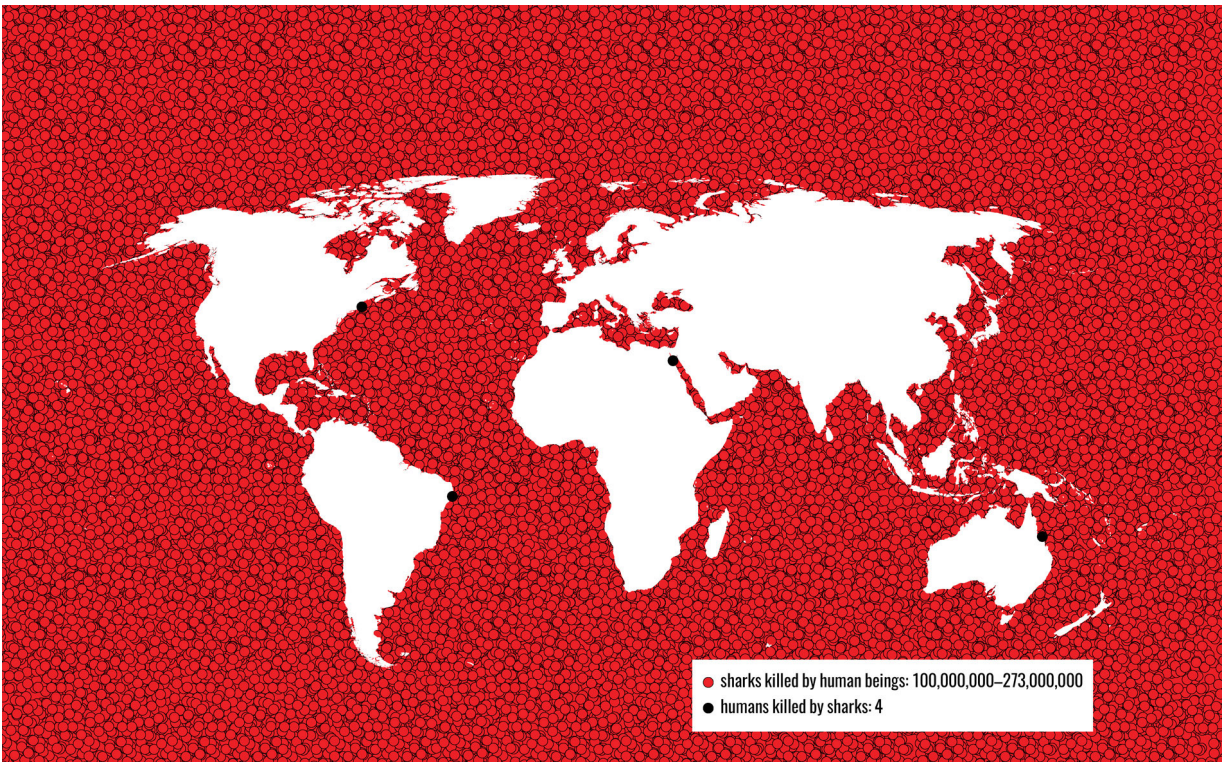 sharks killed by human beings: 100,000,000–273,000,000
humans killed by sharks: 4